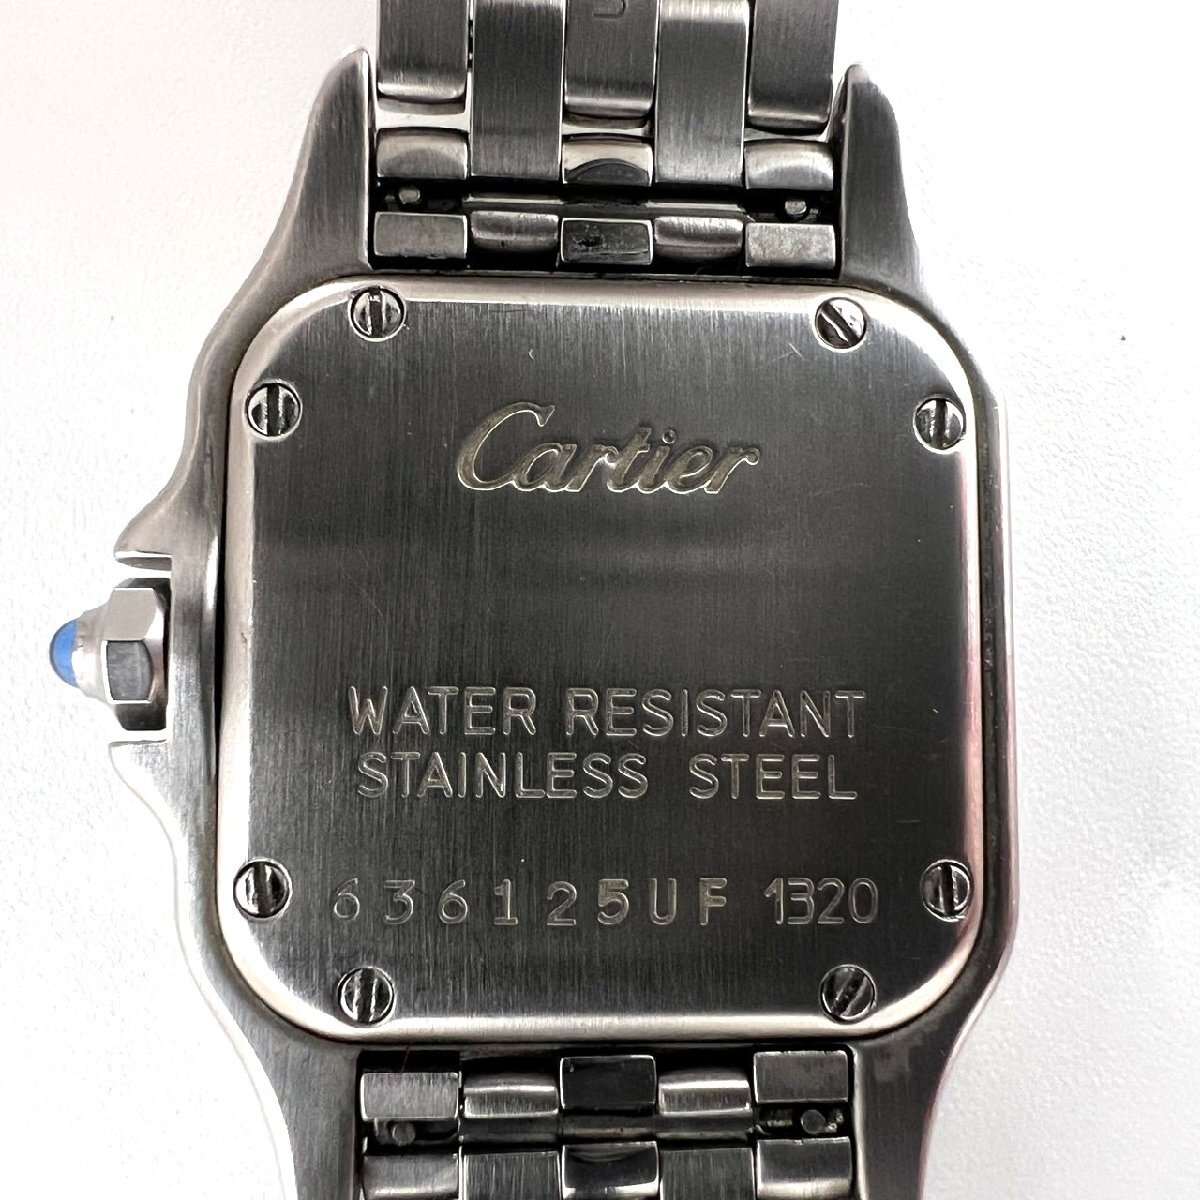 Cartier
WATER RESISTANT
STAINLESS STEEL
636125UF 1320